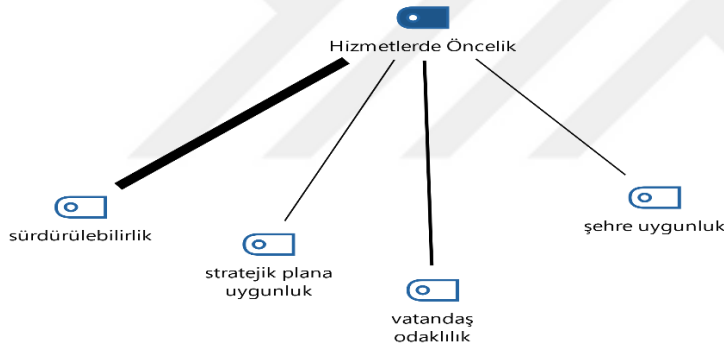 Hizmetlerde Öncelik
sürdürülebilirlik
stratejik plana
uygunluk
vatandaş
odaklılık
şehre uygunluk